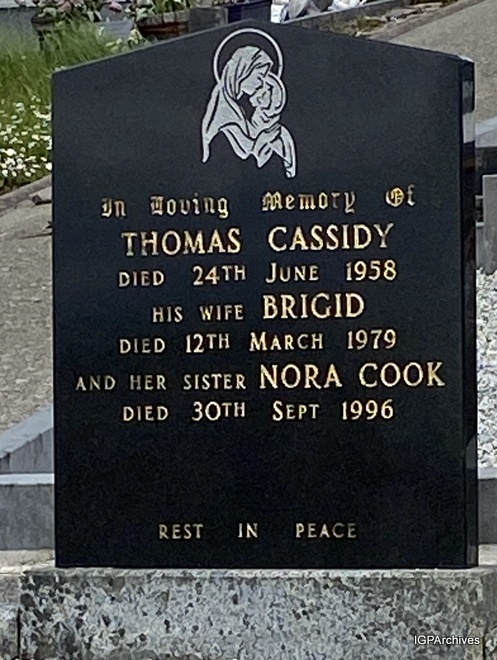 In Loving Memory Of
THOMAS CASSIDY
DIED 24TH JUNE 1958
HIS WIFE BRIGID
DIED 12TH MARCH 1979
AND HER SISTER NORA COOK
DIED 30TH SEPT 1996
REST IN PEACE
IGPArchives